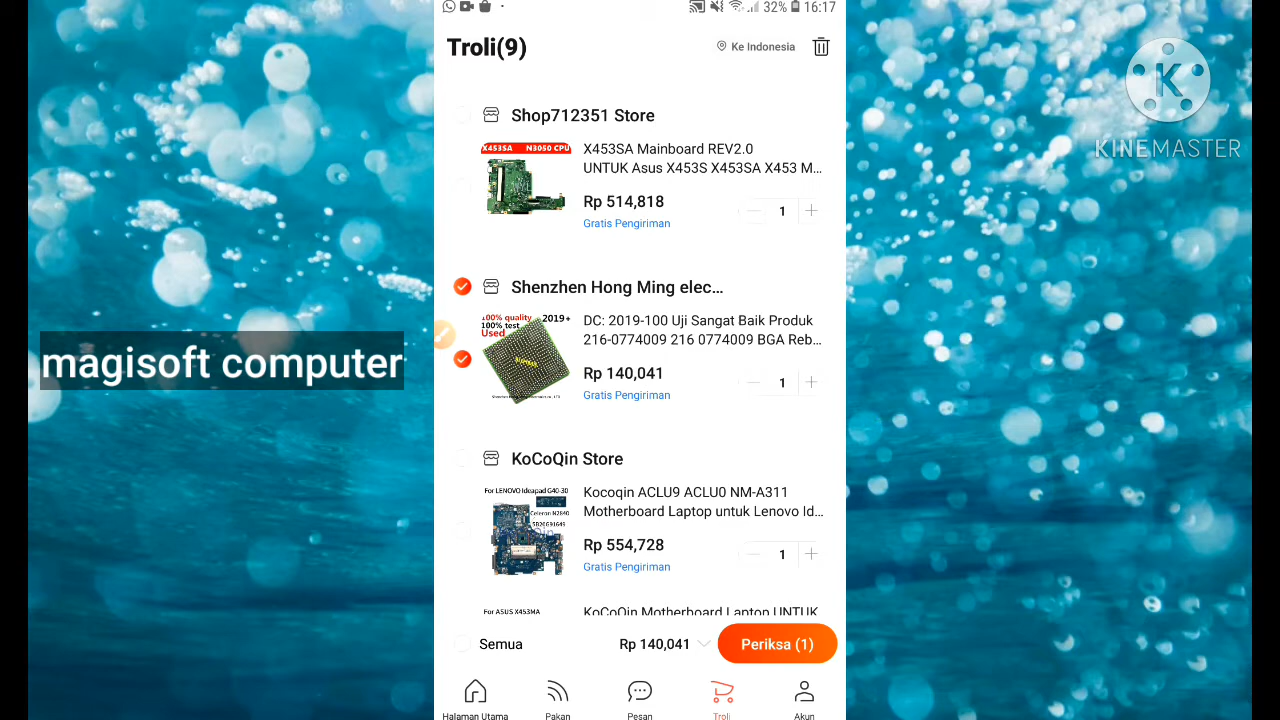 32% 16:17
Troli(9)
Ke Indonesia
Shop712351 Store
X453SA N3050 CPU
X453SA Mainboard REV2.0
UNTUK Asus X453S X453SA X453 M...
Rp 514,818
1
Gratis Pengiriman
Shenzhen Hong Ming elec...
100% quality
2019+
100% test
Used
DC: 2019-100 Uji Sangat Baik Produk
216-0774009 216 0774009 BGA Reb...
Rp 140,041
1
Gratis Pengiriman
KoCoQin Store
For LENOVO Ideapad G40-30
Celeron N2840
5B20G91649
Kocoqin ACLU9 ACLU0 NM-A311
Motherboard Laptop untuk Lenovo Id...
Rp 554,728
1
Gratis Pengiriman
For ASUS X453MA
KoCoQin Motherboard Laptop UNTUK
Semua
Rp 140,041
Periksa (1)
Halaman Utama
Pakan
Pesan
Troli
Akun
magisoft computer
K
KINEMASTER